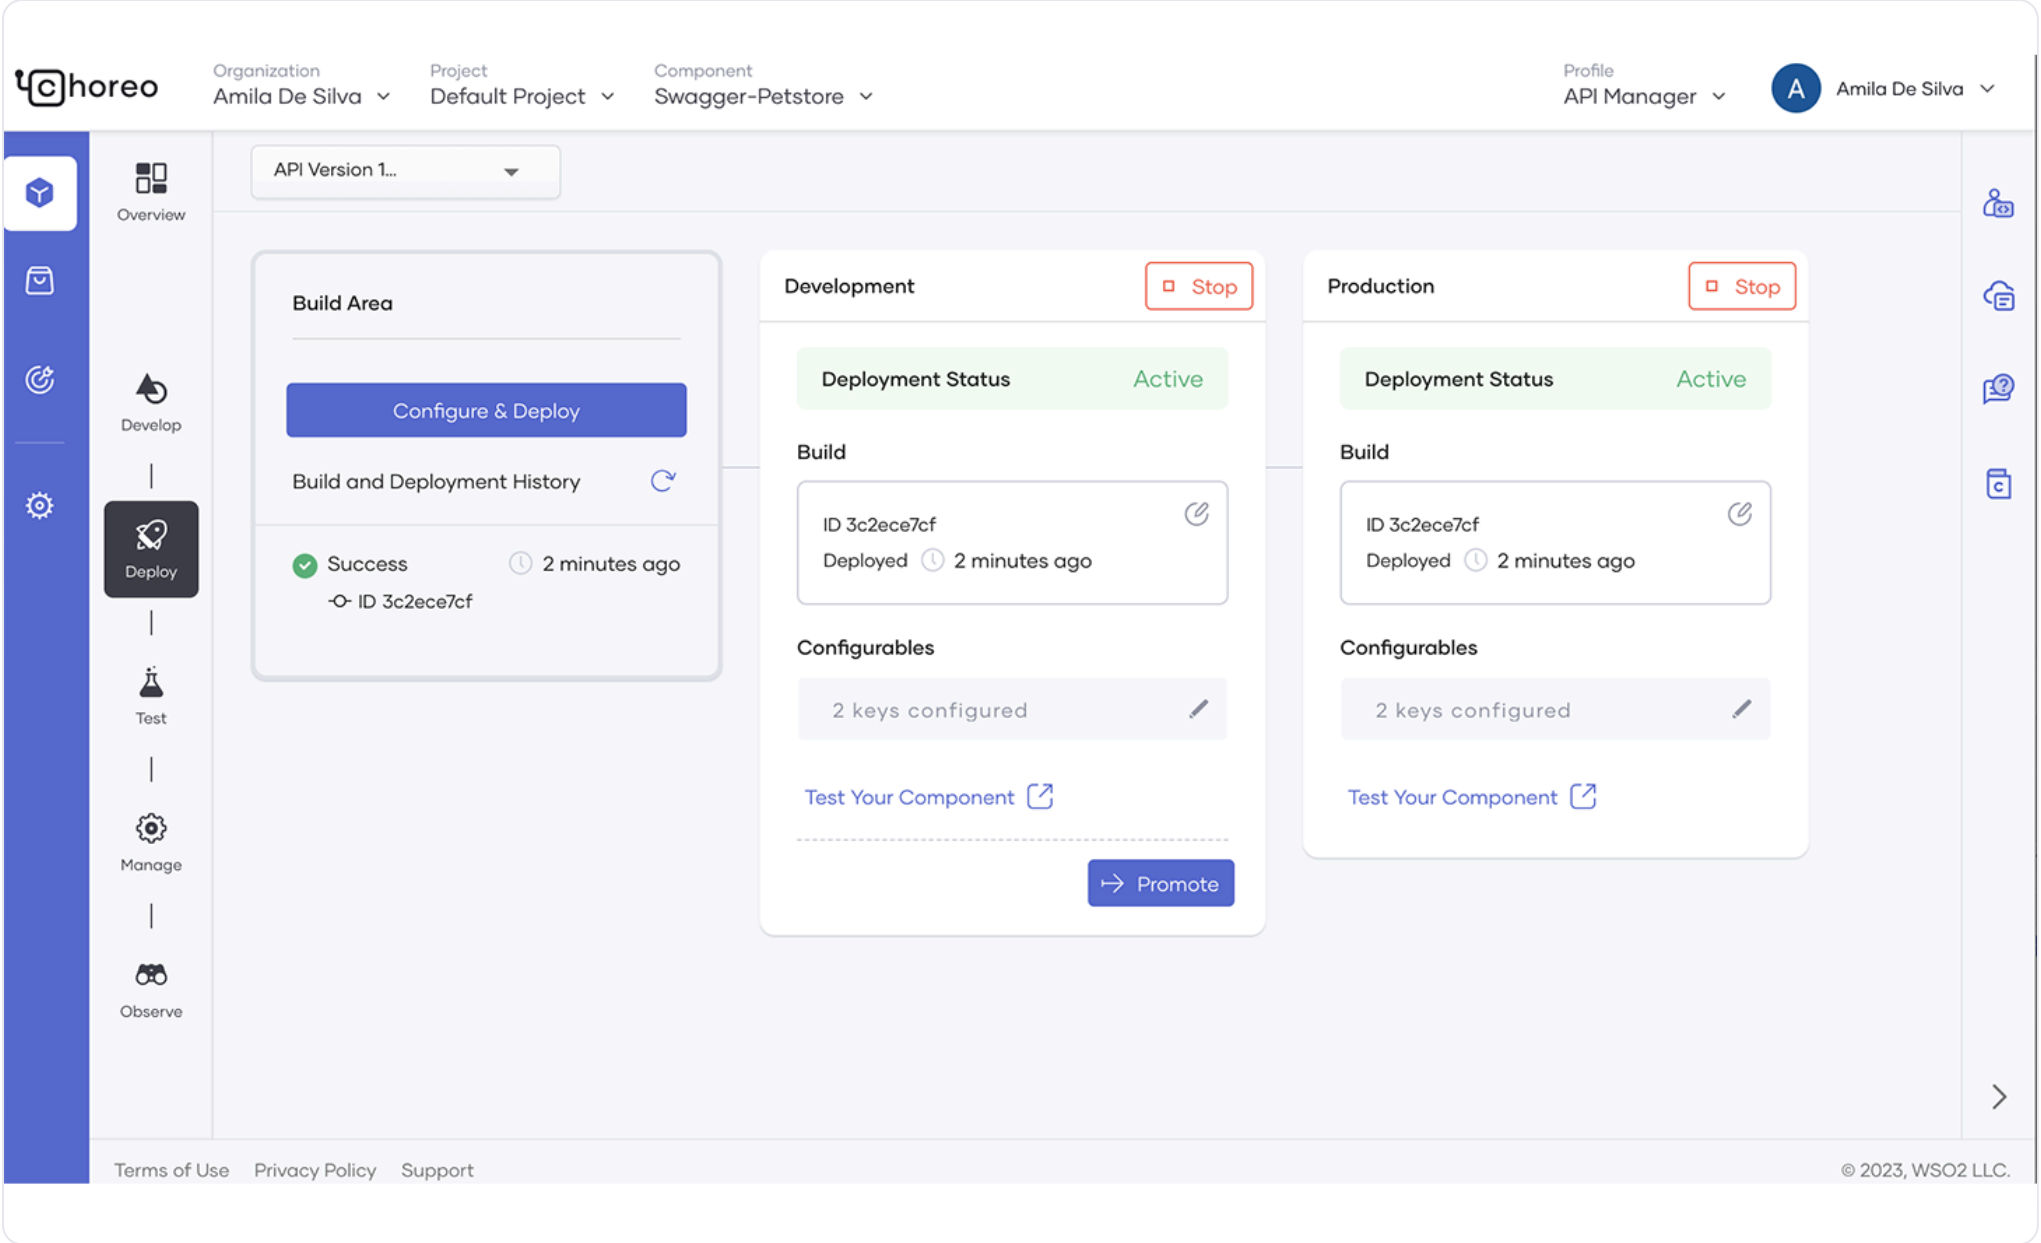 choreo
Organization
Amila De Silva
Project
Default Project
Component
Swagger-Petstore
Profile
API Manager
A
Amila De Silva
API Version 1...
Overview
Develop
Deploy
Test
Manage
Observe
Build Area
Configure & Deploy
Build and Deployment History
Success
2 minutes ago
ID 3c2ece7cf
Development
Stop
Deployment Status
Active
Build
ID 3c2ece7cf
Deployed
2 minutes ago
Configurables
2 keys configured
Test Your Component
Promote
Production
Stop
Deployment Status
Active
Build
ID 3c2ece7cf
Deployed
2 minutes ago
Configurables
2 keys configured
Test Your Component
Terms of Use
Privacy Policy
Support
© 2023, WSO2 LLC.